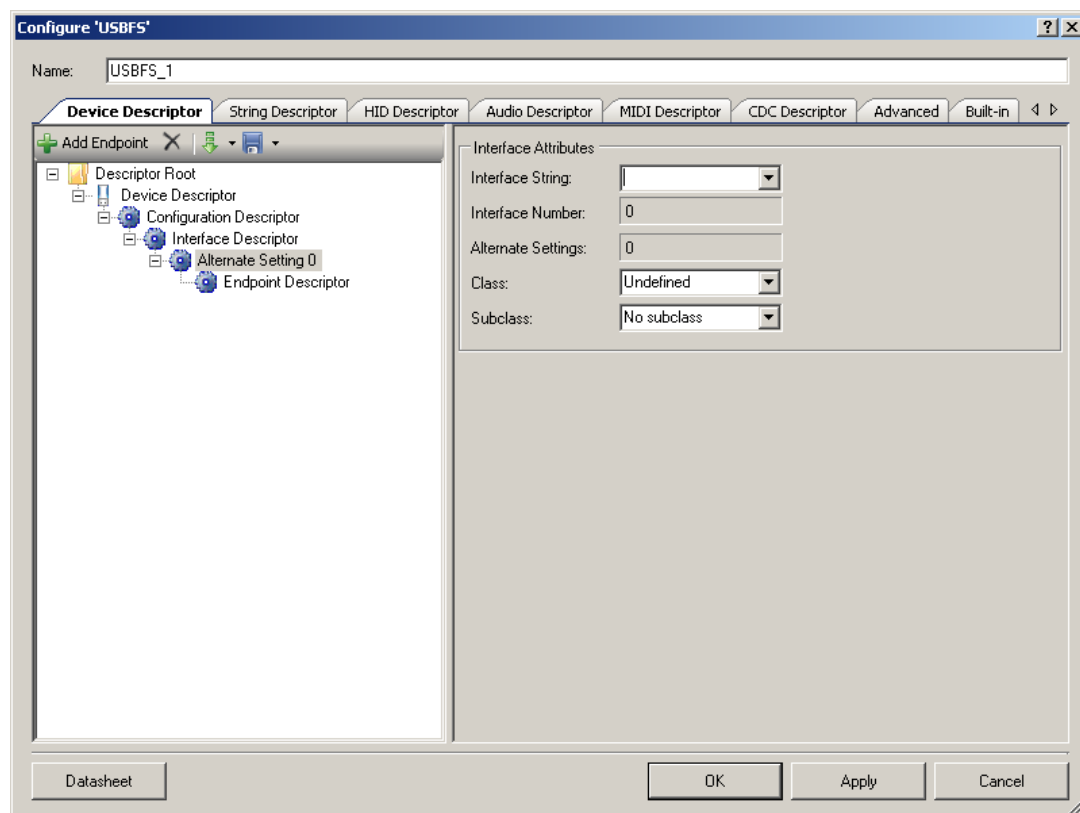 Configure 'USBFS'
Name: USBFS_1
Device Descriptor String Descriptor HID Descriptor Audio Descriptor MIDI Descriptor CDC Descriptor Advanced Built-in
Add Endpoint
Descriptor Root
Device Descriptor
Configuration Descriptor
Interface Descriptor
Alternate Setting 0
Endpoint Descriptor
Interface Attributes
Interface String:
Interface Number: 0
Alternate Settings: 0
Class: Undefined
Subclass: No subclass
Datasheet OK Apply Cancel